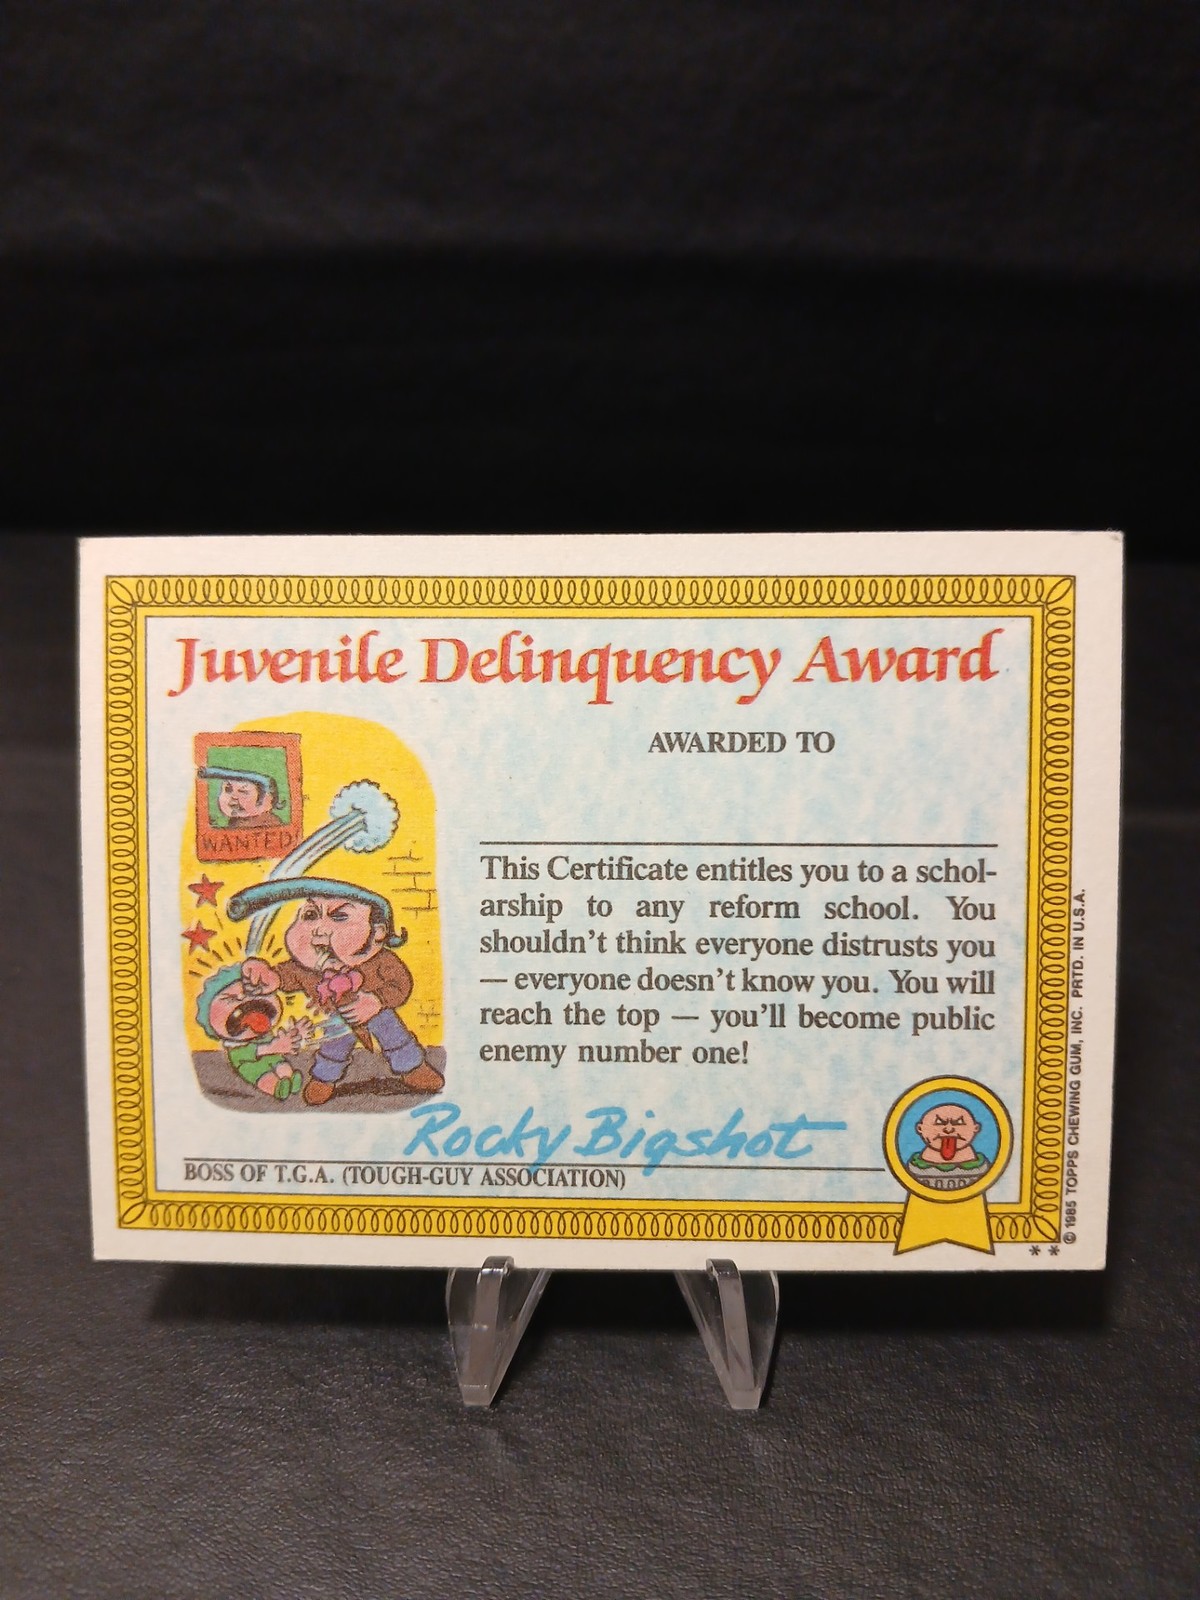 Juvenile Delinquency Award
WANTED
AWARDED TO
This Certificate entitles you to a schol-
arship to any reform school. You
shouldn't think everyone distrusts you
— everyone doesn't know you. You will
reach the top — you'll become public
enemy number one!
Rocky Bigshot
BOSS OF T.G.A. (TOUGH-GUY ASSOCIATION)
* * © 1985 TOPPS CHEWING GUM, INC. PRTD. IN U.S.A.